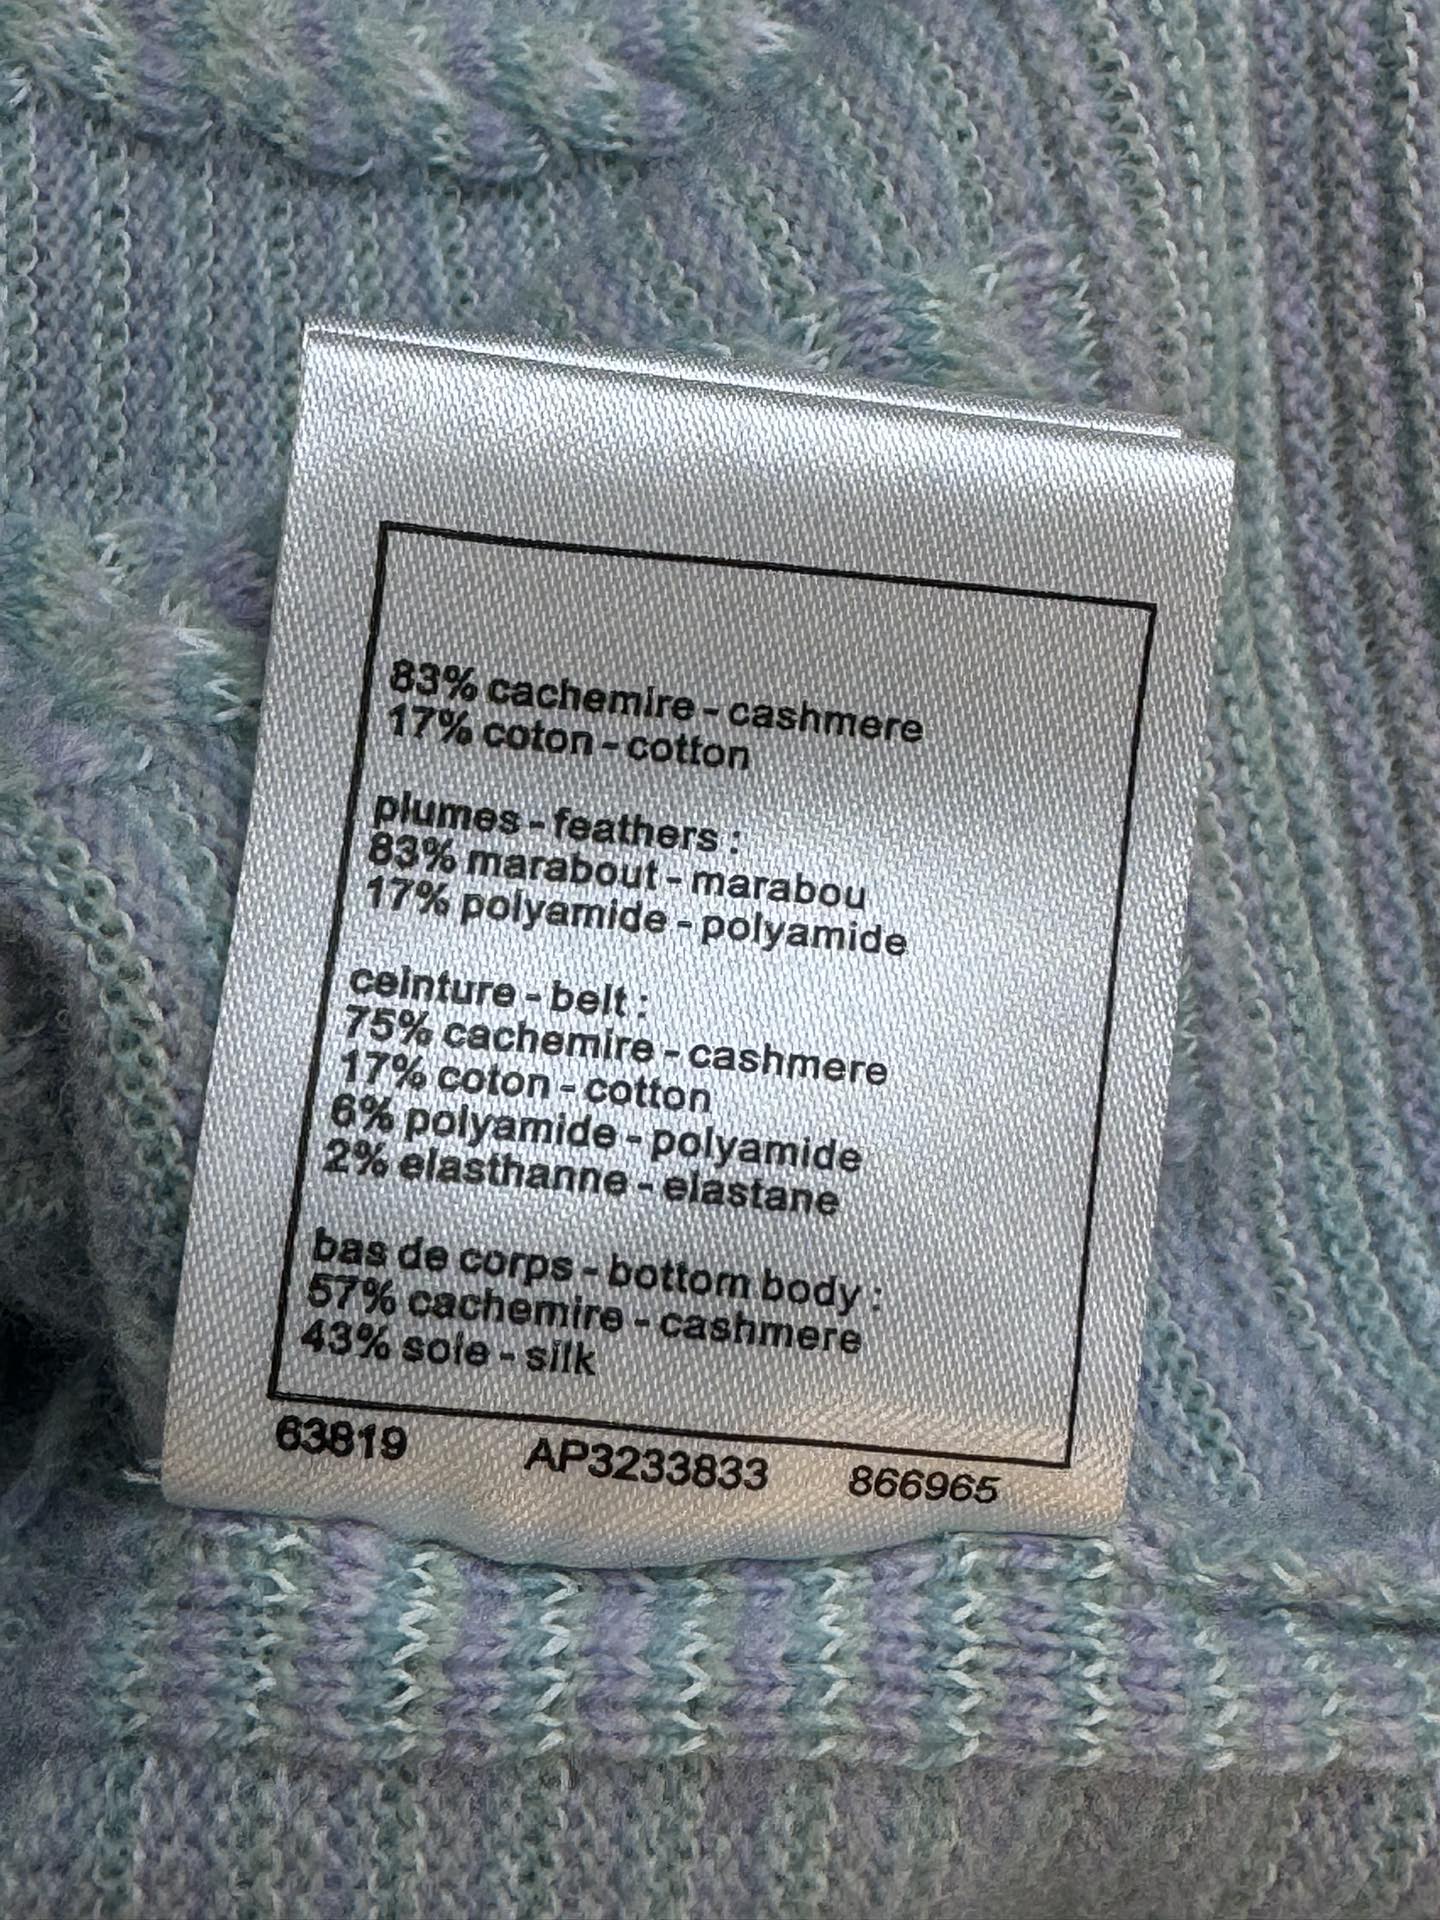 83% cachemire - cashmere
17% coton - cotton
plumes - feathers :
83% marabout - marabou
17% polyamide - polyamide
ceinture - belt :
75% cachemire - cashmere
17% coton - cotton
6% polyamide - polyamide
2% elasthanne - elastane
bas de corps - bottom body :
57% cachemire - cashmere
43% soie - silk
63819 AP3233833 866965